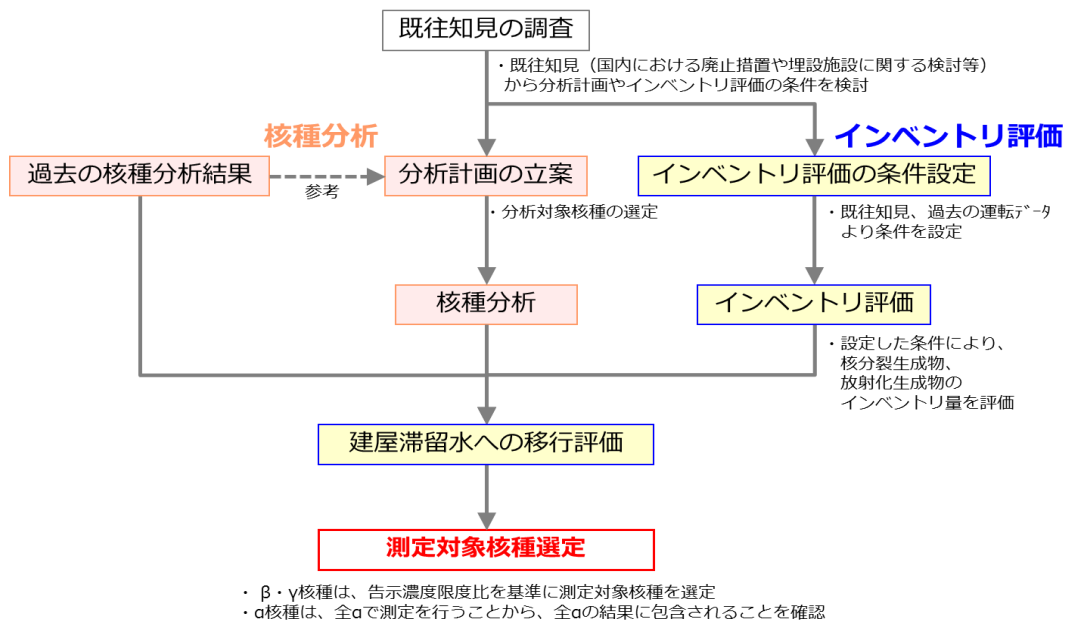 既往知見の調査
・既往知見（国内における廃止措置や埋設施設に関する検討等）
から分析計画やインベントリ評価の条件を検討
核種分析
インベントリ評価
過去の核種分析結果
参考
分析計画の立案
インベントリ評価の条件設定
・分析対象核種の選定
・既往知見、過去の運転ﾃﾞｰﾀ
より条件を設定
核種分析
インベントリ評価
・設定した条件により、
核分裂生成物、
放射化生成物の
インベントリ量を評価
建屋滞留水への移行評価
測定対象核種選定
・ β・γ核種は、告示濃度限度比を基準に測定対象核種を選定
・α核種は、全αで測定を行うことから、全αの結果に包含されることを確認